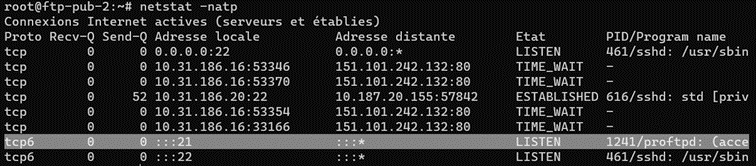 root@ftp-pub-2:~# netstat -natp
Connexions Internet actives (serveurs et établies)
Proto Recv-Q Send-Q Adresse locale Adresse distante Etat PID/Program name
tcp 0 0 0.0.0.0:22 0.0.0.0:* LISTEN 461/sshd: /usr/sbin
tcp 0 0 10.31.186.16:53346 151.101.242.132:80 TIME_WAIT -
tcp 0 0 10.31.186.16:53370 151.101.242.132:80 TIME_WAIT -
tcp 0 52 10.31.186.20:22 10.187.20.155:57842 ESTABLISHED 616/sshd: std [priv
tcp 0 0 10.31.186.16:53354 151.101.242.132:80 TIME_WAIT -
tcp 0 0 10.31.186.16:33166 151.101.242.132:80 TIME_WAIT -
tcp6 0 0 :::21 :::* LISTEN 1241/proftpd: (acce
tcp6 0 0 :::22 :::* LISTEN 461/sshd: /usr/sbin